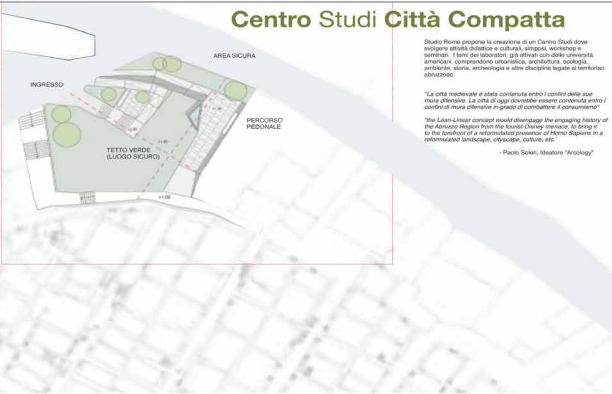 Centro Studi Città Compatta
Studio Rome propone la creazione di un Centro Studi dove
svolgere attività didattice e culturali, simposi, workshop e
seminari. I temi dei laboratori, già attivati con delle università
americani, comprendono urbanistica, architettura, ecologia,
ambiente, storia, archeologia e altre discipline legate al territoriao
abruzzese.
"La città medievale è stata contenuta entro i confini delle sue
mura difensive. La città di oggi dovrebbe essere contenuta entro i
confini di mura difensive in grado di combattere il consumismo"
"the Lean-Linear concept would disengage the engaging history of
the Abruzzo Region from the tourist-Disney menace, to bring it
to the forefront of a reformulated presence of Homo Sapiens in a
reformulated landscape, cityscape, culture, etc."
- Paolo Soleri, Ideatore "Arcology"
AREA SICURA
INGRESSO
PERCORSO
PEDONALE
TETTO VERDE
(LUOGO SICURO)